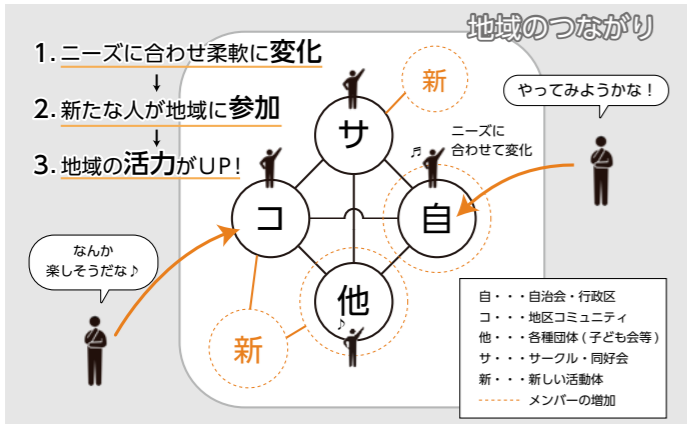 地域のつながり
1. ニーズに合わせ柔軟に変化
↓
2. 新たな人が地域に参加
↓
3. 地域の活力がUP!
新
やってみようかな！
サ
ニーズに
合わせて変化
♬
コ
自
なんか
楽しそうだな♪
他
♪
新
自・・・自治会・行政区
コ・・・地区コミュニティ
他・・・各種団体(子ども会等)
サ・・・サークル・同好会
新・・・新しい活動体
メンバーの増加